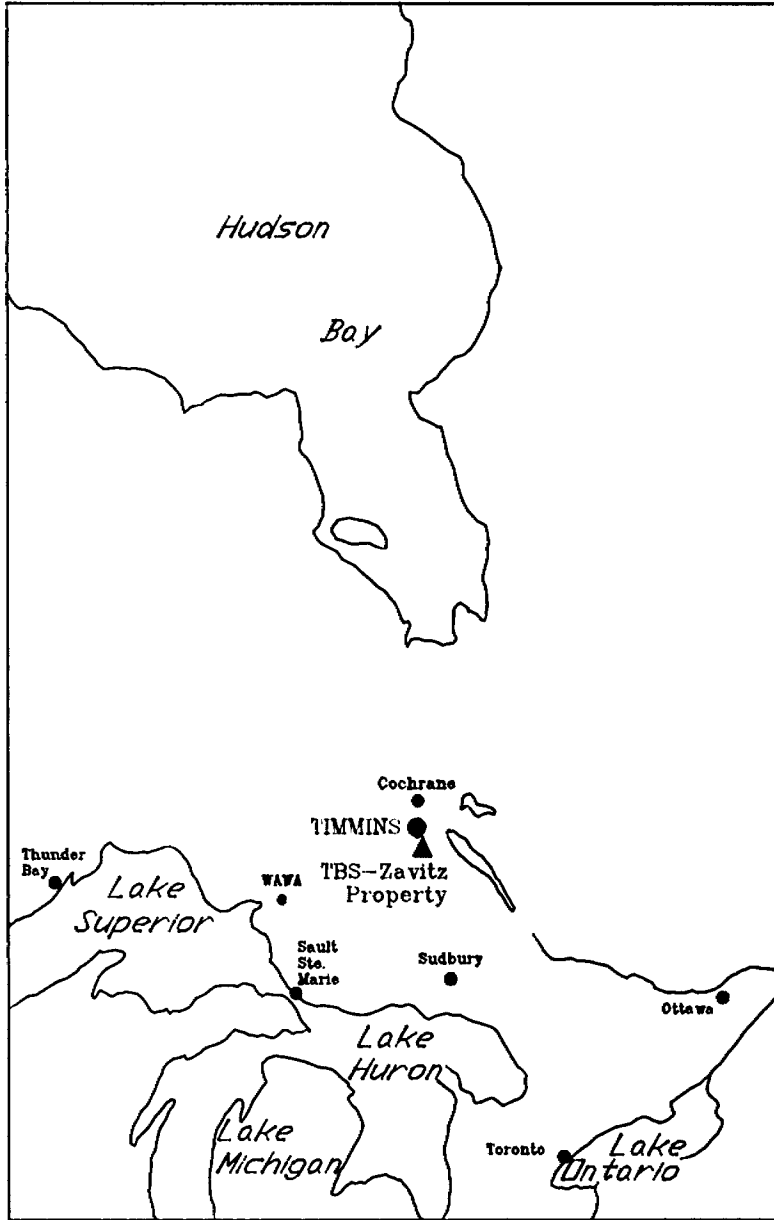 Hudson
Bay
Cochrane
TIMMINS
TBS-Zavitz
Property
Thunder
Bay
WAWA
Lake
Superior
Sault
Ste.
Marie
Sudbury
Ottawa
Lake
Huron
Lake
Michigan
Toronto
Lake
Ontario